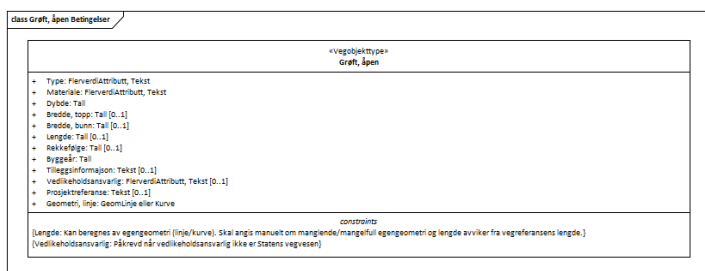 class Grøft, åpen Betingelser
«Vegobjekttype»
Grøft, åpen
+ Type: FlerverdiAttributt, Tekst
+ Materiale: FlerverdiAttributt, Tekst
+ Dybde: Tall
+ Bredde, topp: Tall [0..1]
+ Bredde, bunn: Tall [0..1]
+ Lengde: Tall [0..1]
+ Rekkefølge: Tall [0..1]
+ Byggeår: Tall
+ Tilleggsinformasjon: Tekst [0..1]
+ Vedlikeholdsansvarlig: FlerverdiAttributt, Tekst [0..1]
+ Prosjektreferanse: Tekst [0..1]
+ Geometri, linje: GeomLinje eller Kurve
constraints
{Lengde: Kan beregnes av egengeometri (linje/kurve). Skal angis manuelt om manglende/mangelfull egengeometri og lengde avviker fra vegreferansens lengde.}
{Vedlikeholdsansvarlig: Påkrevd når vedlikeholdsansvarlig ikke er Statens vegvesen}